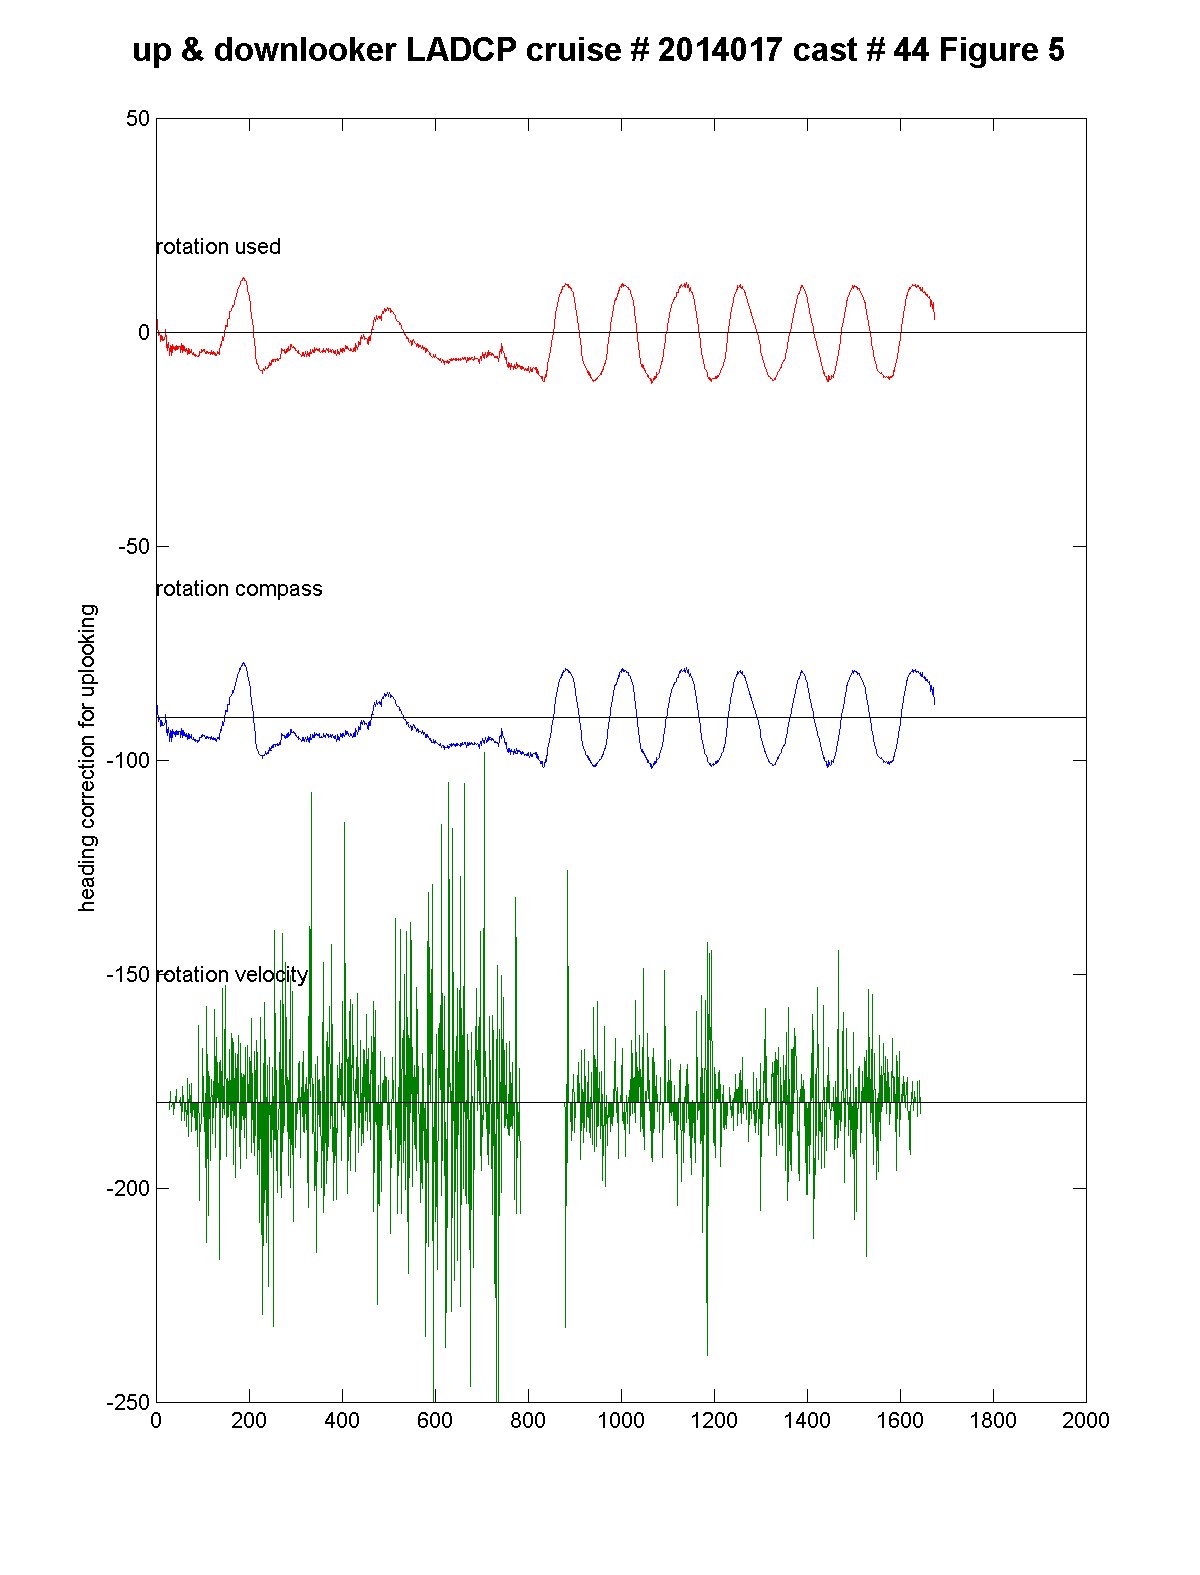 up & downlooker LADCP cruise # 2014017 cast # 44 Figure 5
50
rotation used
0
-50
rotation compass
heading correction for uplooking
-100
-150
rotation velocity
-200
-250
0 200 400 600 800 1000 1200 1400 1600 1800 2000